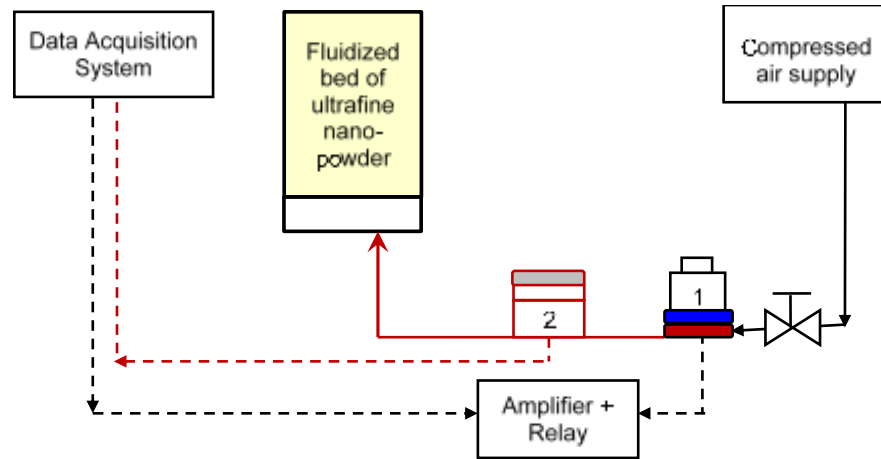 Data Acquisition
System
Fluidized
bed of
ultrafine
nano-
powder
Compressed
air supply
1
2
Amplifier +
Relay